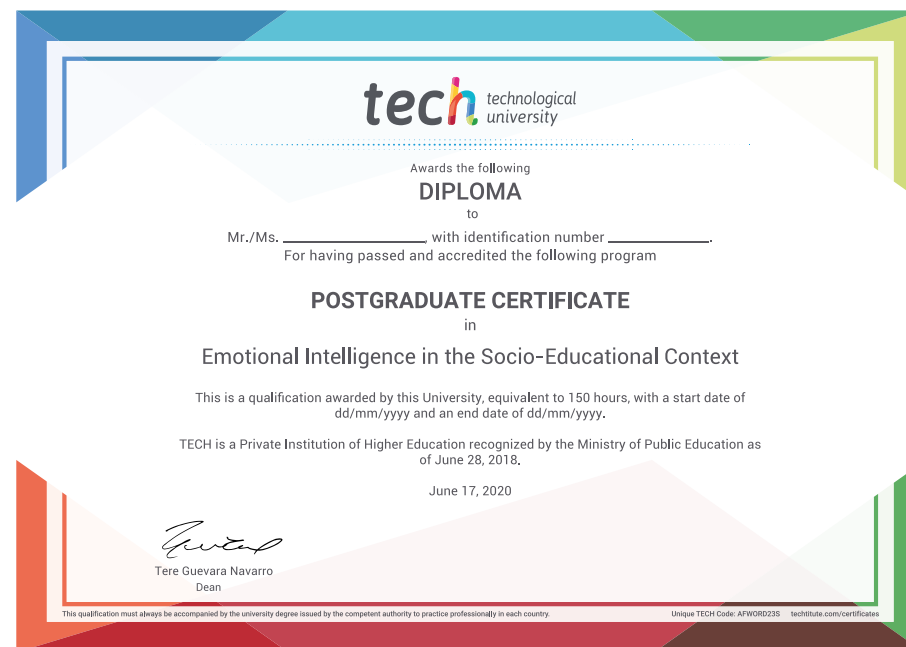 tech technological
university
Awards the following
DIPLOMA
to
Mr./Ms. ____________________, with identification number ______________.
For having passed and accredited the following program
POSTGRADUATE CERTIFICATE
in
Emotional Intelligence in the Socio-Educational Context
This is a qualification awarded by this University, equivalent to 150 hours, with a start date of
dd/mm/yyyy and an end date of dd/mm/yyyy.
TECH is a Private Institution of Higher Education recognized by the Ministry of Public Education as
of June 28, 2018.
June 17, 2020
Tere Guevara Navarro
Dean
This qualification must always be accompanied by the university degree issued by the competent authority to practice professionally in each country. Unique TECH Code: AFWORD23S techtitute.com/certificates